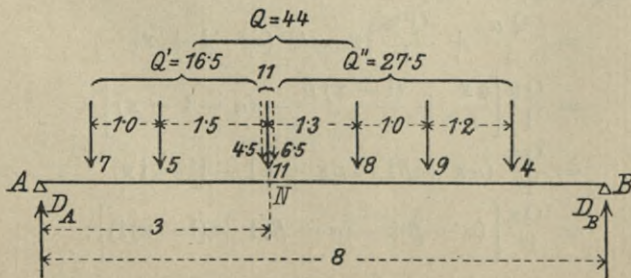 Q = 44
Q' = 16·5 11 Q'' = 27·5
1·0 1·5 1·3 1·0 1·2
4·5 6·5
7 5 11 8 9 4
A N B
D_A D_B
3
8